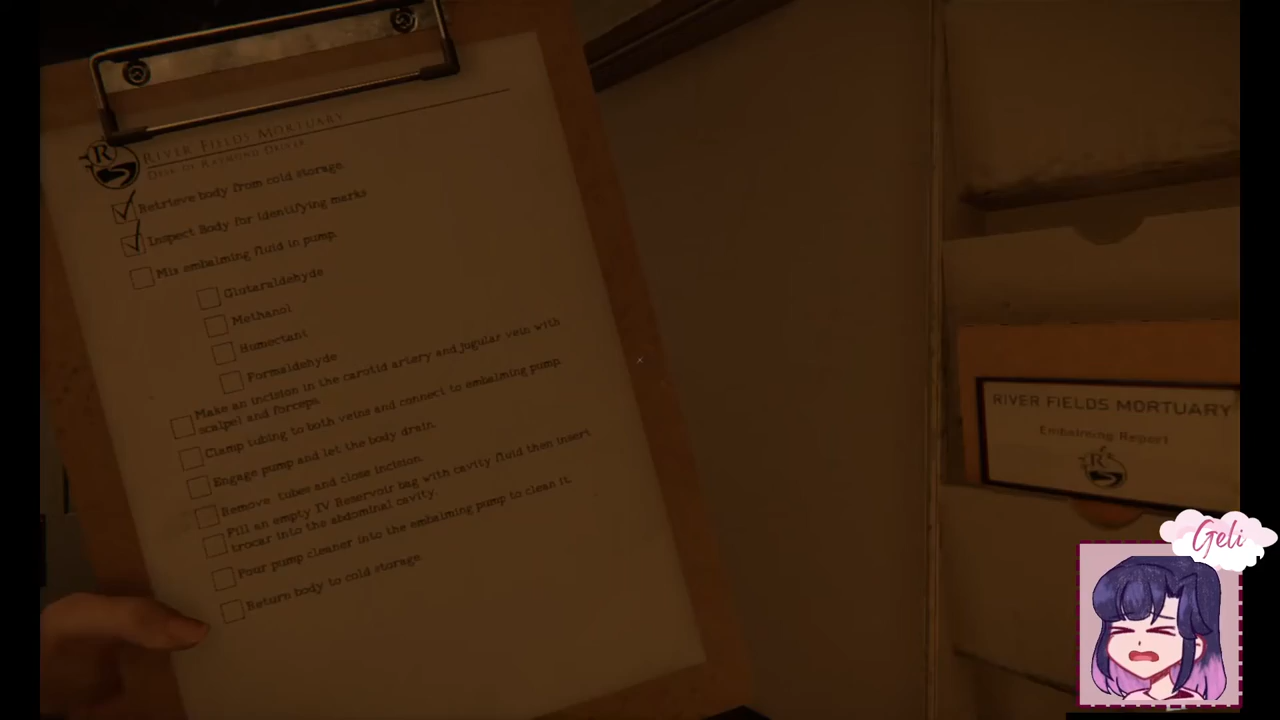 RIVER FIELDS MORTUARY
RAYMOND DELVER
Retrieve body from cold storage.
Inspect Body for identifying marks
Mix embalming fluid in pump.
Glutaraldehyde
Methanol
Humectant
Formaldehyde
Make an incision in the carotid artery and jugular vein with
scalpel and forceps
Clamp tubing to both veins and connect to embalming pump.
Engage pump and let the body drain.
Remove tubes and close incision.
Fill an empty IV Reservoir bag with cavity fluid then insert
trocar into the abdominal cavity.
Pour pump cleaner into the embalming pump to clean it.
Return body to cold storage
RIVER FIELDS MORTUARY
Embalming Report
R
Geli